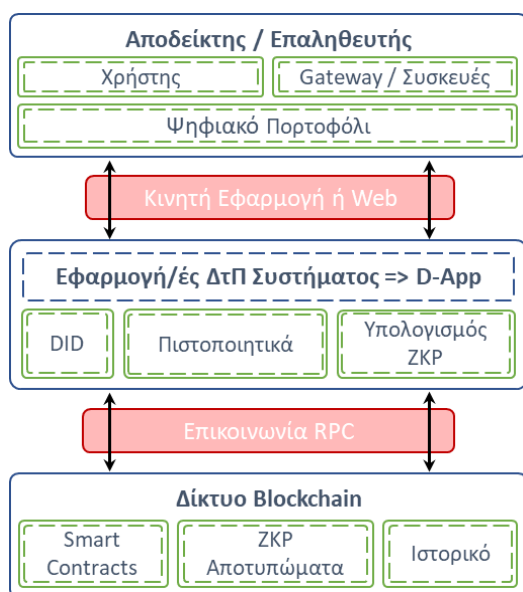 Αποδείκτης / Επαληθευτής
Χρήστης
Gateway / Συσκευές
Ψηφιακό Πορτοφόλι
Κινητή Εφαρμογή ή Web
Εφαρμογή/ές ΔτΠ Συστήματος => D-App
DID
Πιστοποιητικά
Υπολογισμός
ZKP
Επικοινωνία RPC
Δίκτυο Blockchain
Smart
Contracts
ZKP
Αποτυπώματα
Ιστορικό